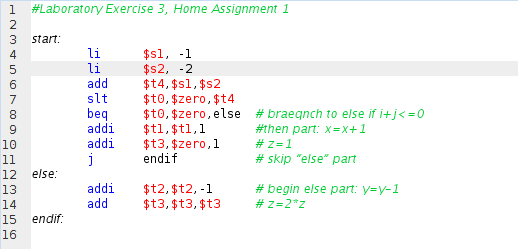 1 #Laboratory Exercise 3, Home Assignment 1
2
3 start:
4 li $s1, -1
5 li $s2, -2
6 add $t4,$s1,$s2
7 slt $t0,$zero,$t4
8 beq $t0,$zero,else # braeqnch to else if i+j<=0
9 addi $t1,$t1,1 #then part: x=x+1
10 addi $t3,$zero,1 # z=1
11 j endif # skip “else” part
12 else:
13 addi $t2,$t2,-1 # begin else part: y=y–1
14 add $t3,$t3,$t3 # z=2*z
15 endif:
16